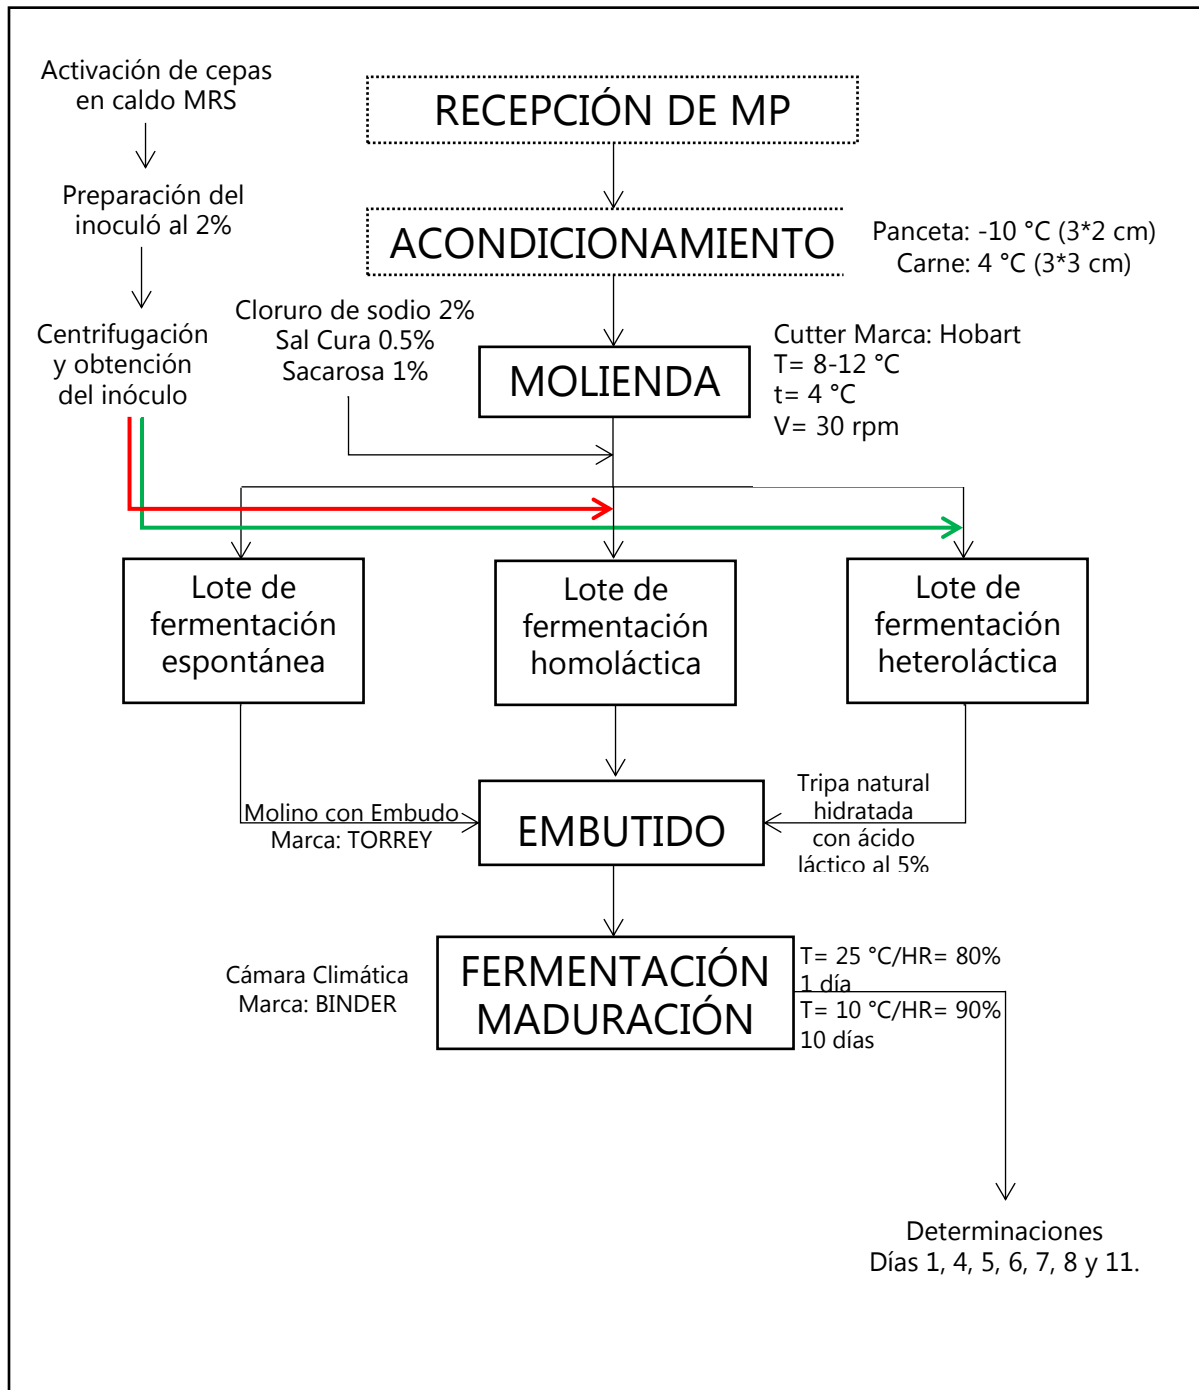 Activación de cepas
en caldo MRS
RECEPCIÓN DE MP
Preparación del
inoculó al 2%
ACONDICIONAMIENTO
Panceta: -10 °C (3*2 cm)
Carne: 4 °C (3*3 cm)
Centrifugación
y obtención
del inóculo
Cloruro de sodio 2%
Sal Cura 0.5%
Sacarosa 1%
MOLIENDA
Cutter Marca: Hobart
T= 8-12 °C
t= 4 °C
V= 30 rpm
Lote de
fermentación
espontánea
Lote de
fermentación
homoláctica
Lote de
fermentación
heteroláctica
Molino con Embudo
Marca: TORREY
EMBUTIDO
Tripa natural
hidratada
con ácido
láctico al 5%
Cámara Climática
Marca: BINDER
FERMENTACIÓN
MADURACIÓN
T= 25 °C/HR= 80%
1 día
T= 10 °C/HR= 90%
10 días
Determinaciones
Días 1, 4, 5, 6, 7, 8 y 11.